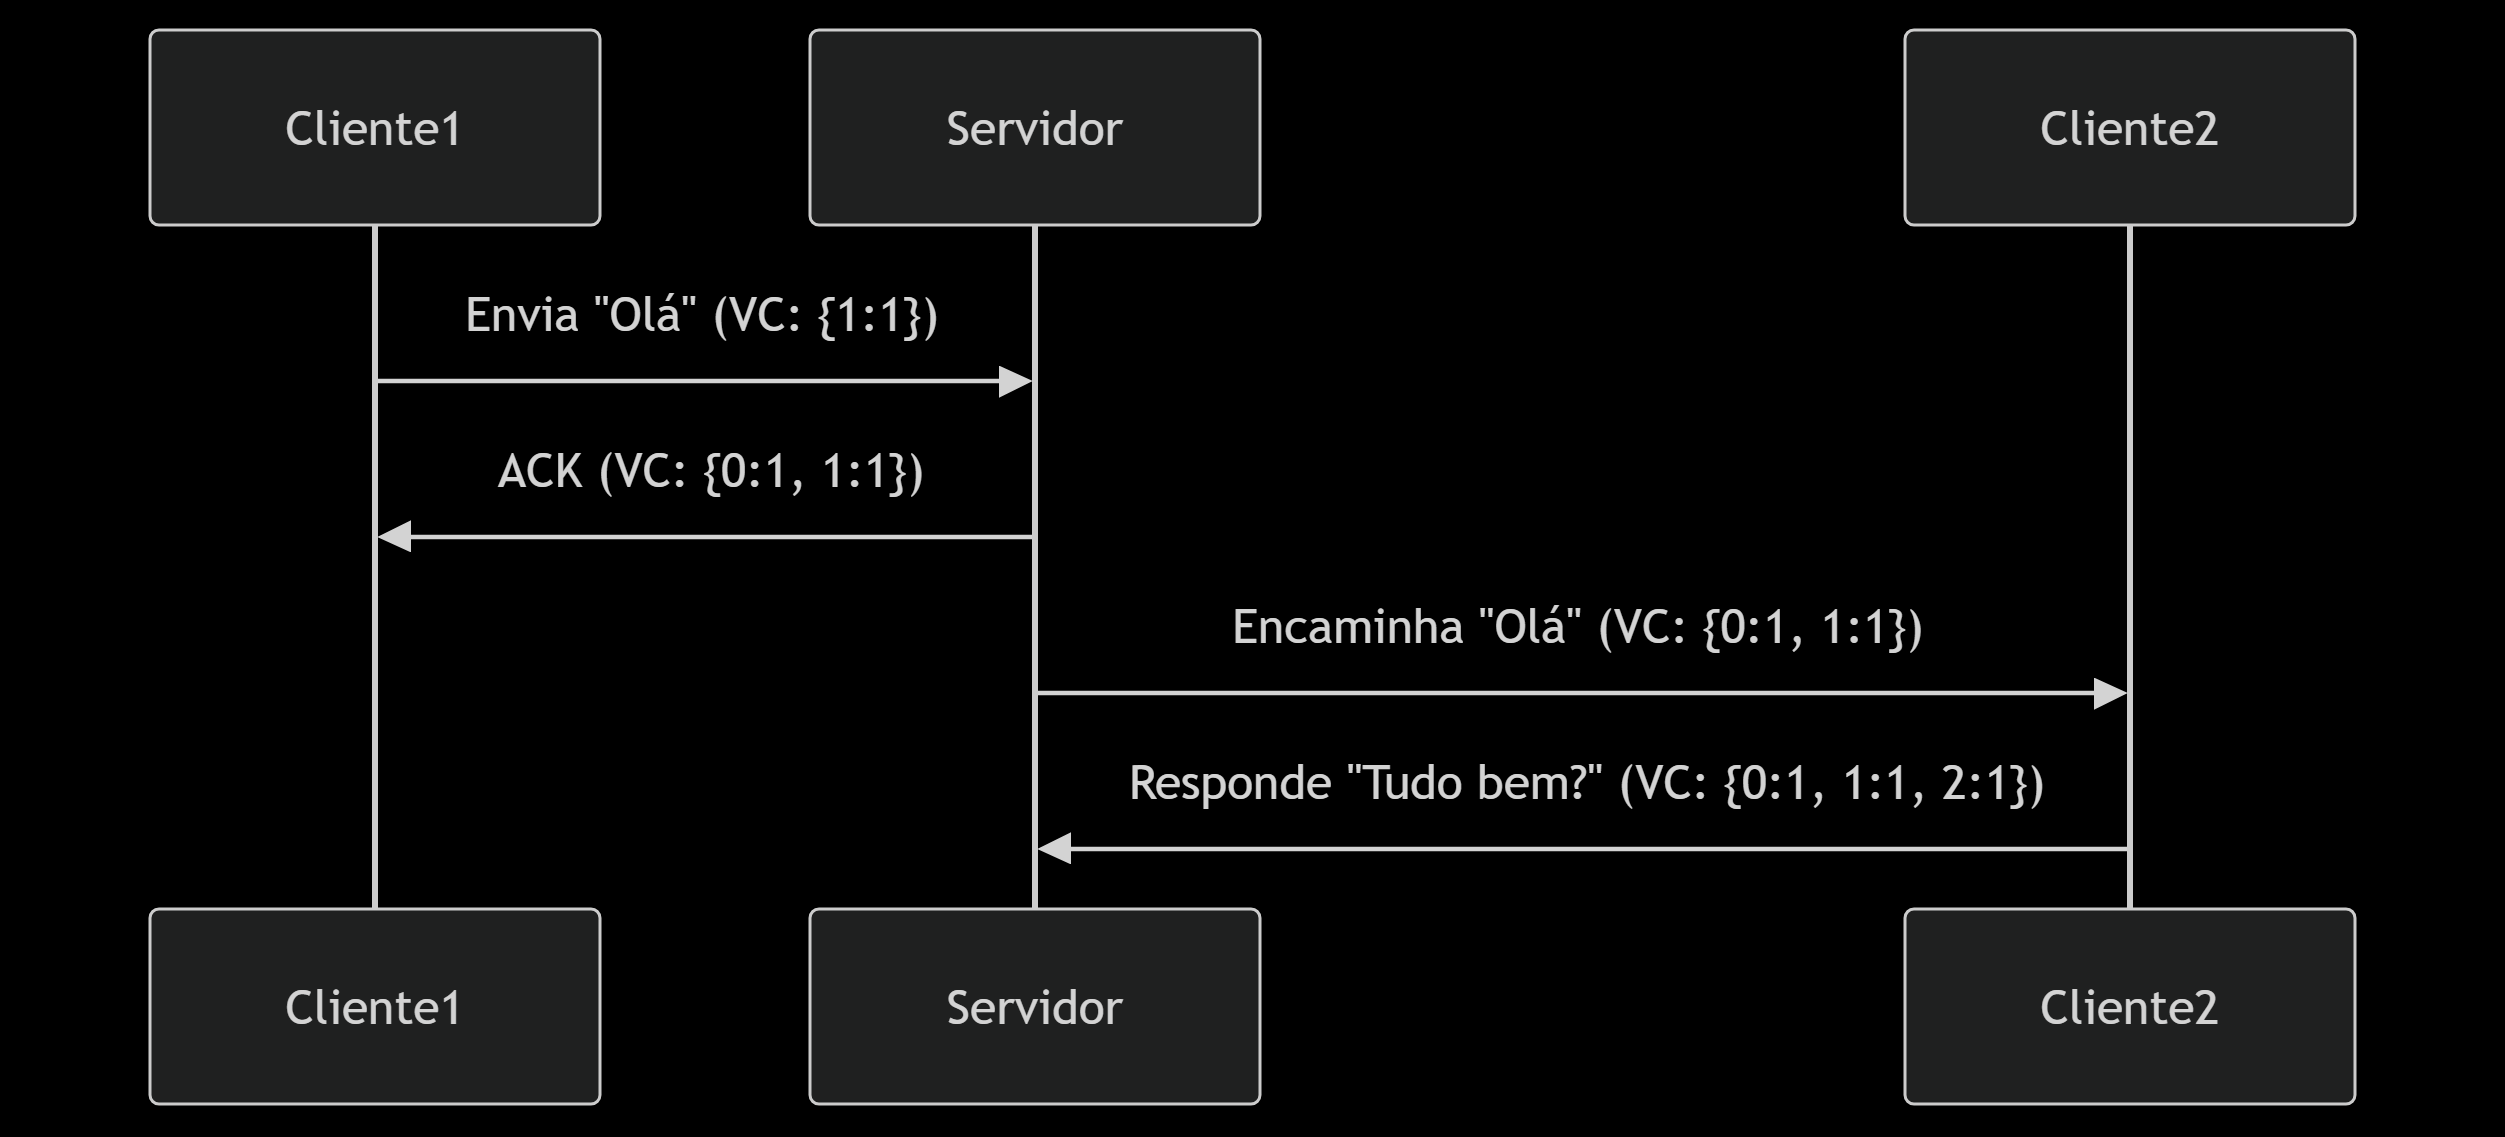 Cliente1
Servidor
Cliente2
Envia "Olá" (VC: {1:1})
ACK (VC: {0:1, 1:1})
Encaminha "Olá" (VC: {0:1, 1:1})
Responde "Tudo bem?" (VC: {0:1, 1:1, 2:1})
Cliente1
Servidor
Cliente2